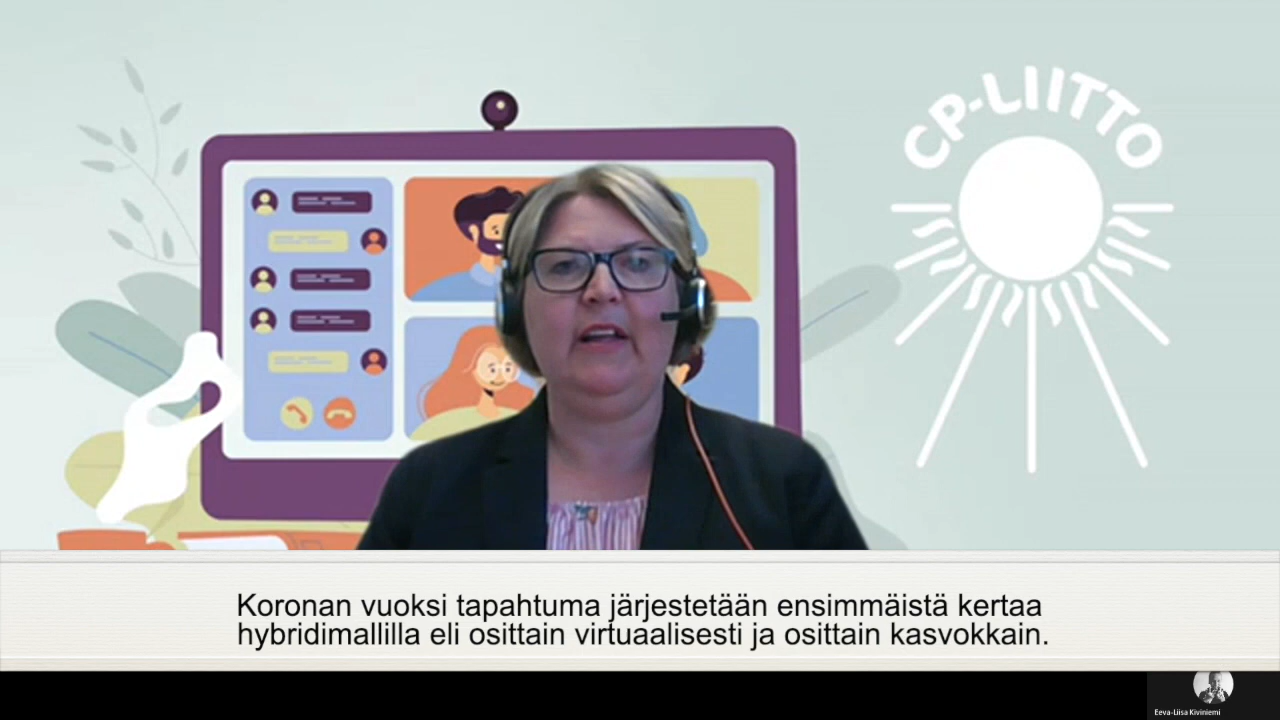 CP-LIITTO
Koronan vuoksi tapahtuma järjestetään ensimmäistä kertaa
hybridimallilla eli osittain virtuaalisesti ja osittain kasvokkain.
Eeva-Liisa Kiviniemi